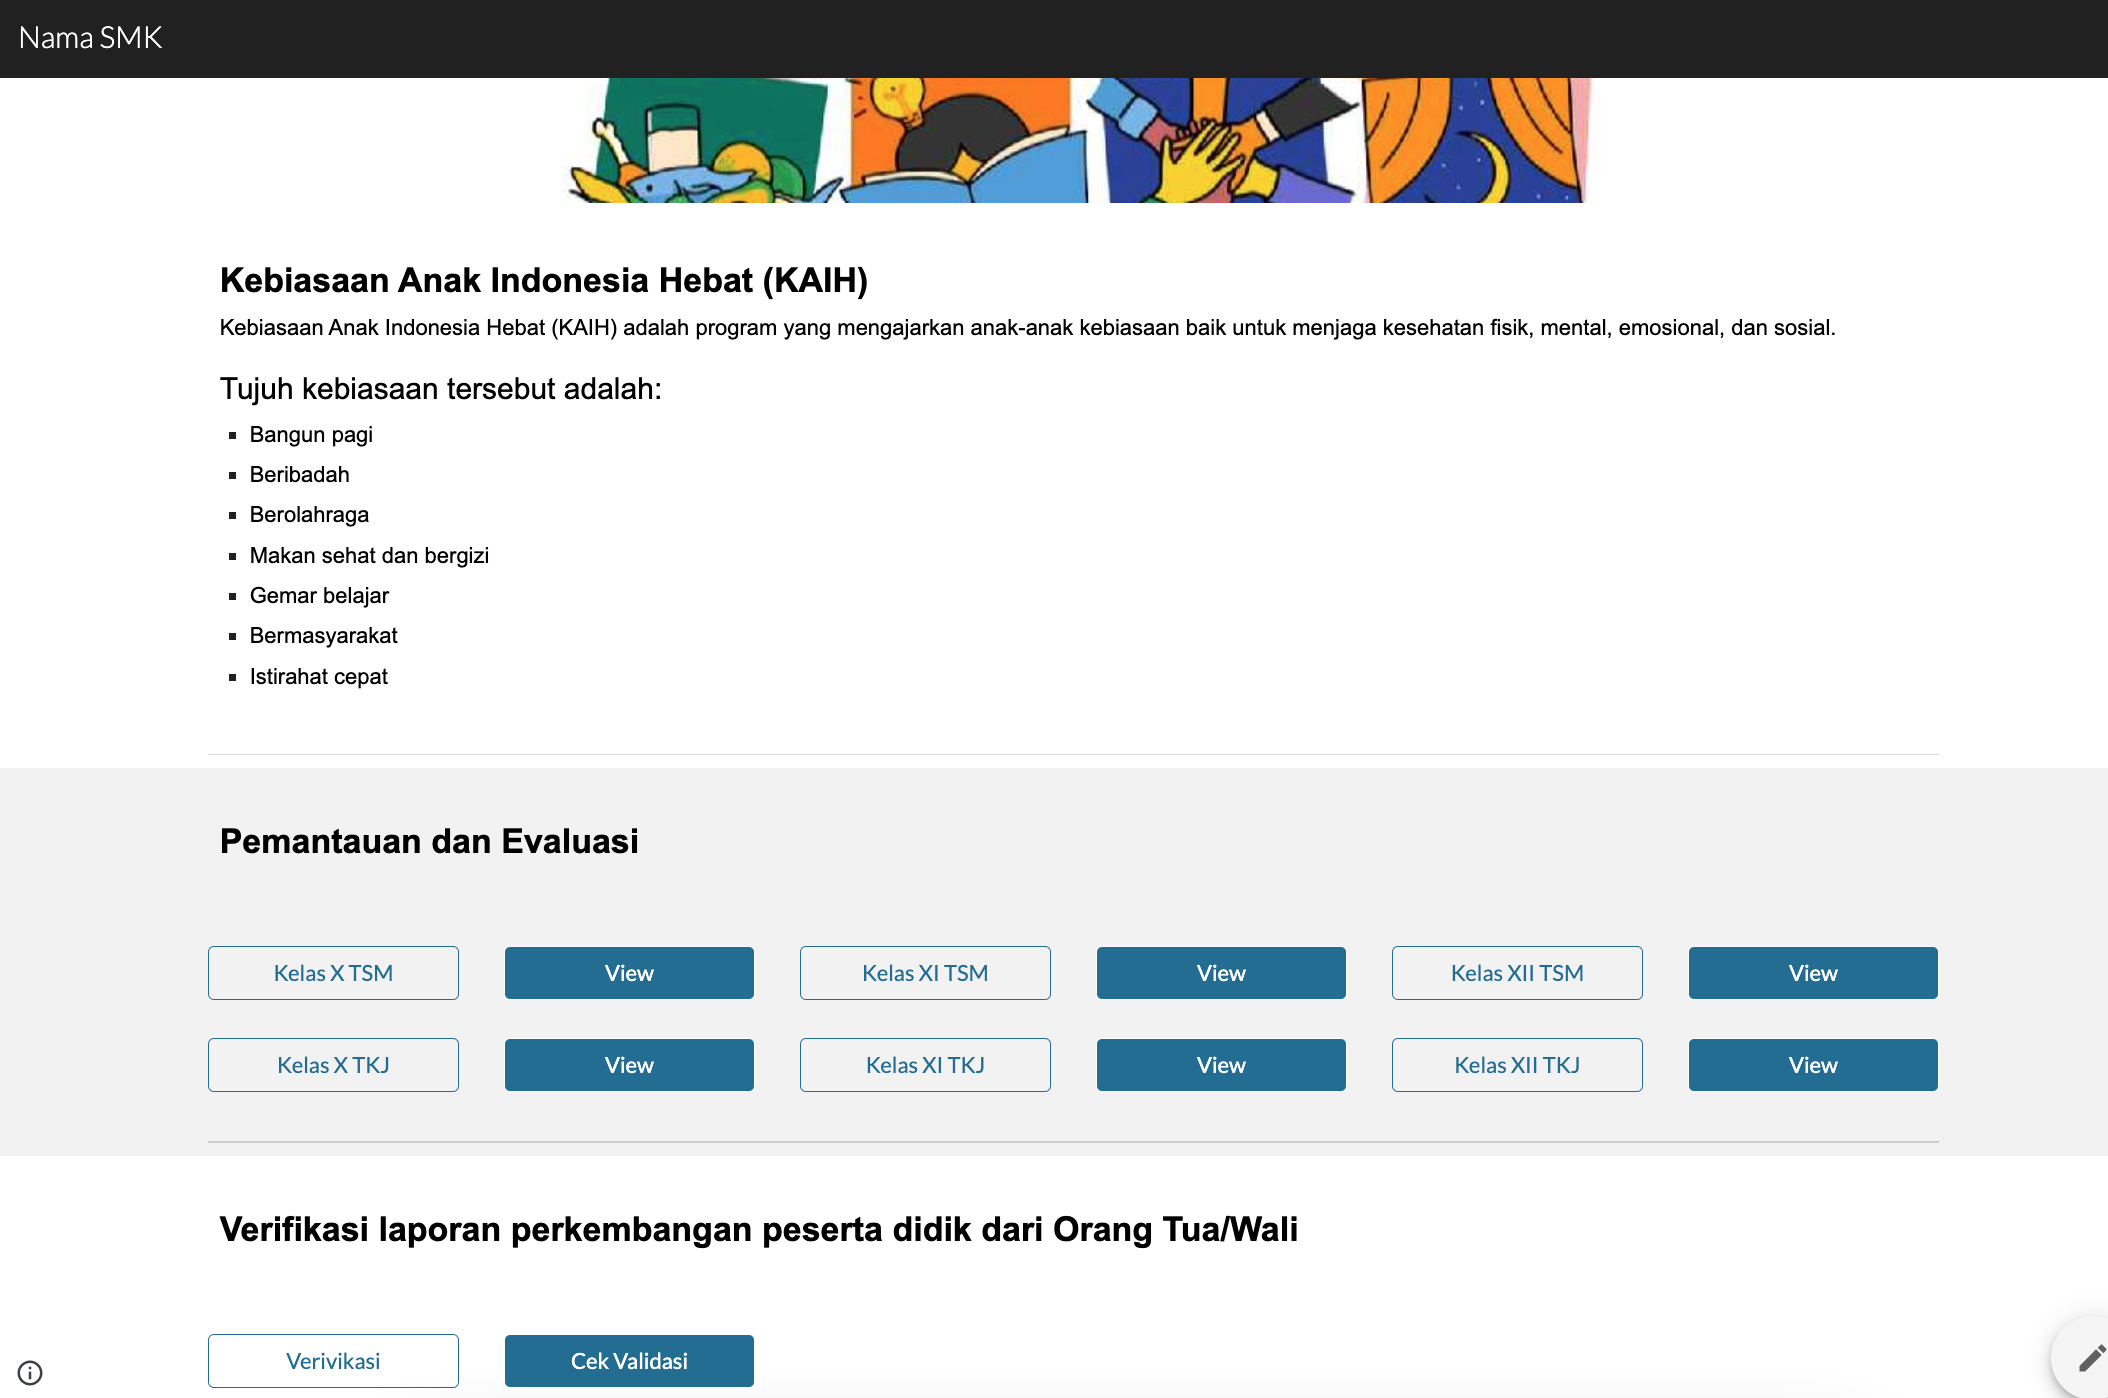 Nama SMK
Kebiasaan Anak Indonesia Hebat (KAIH)
Kebiasaan Anak Indonesia Hebat (KAIH) adalah program yang mengajarkan anak-anak kebiasaan baik untuk menjaga kesehatan fisik, mental, emosional, dan sosial.
Tujuh kebiasaan tersebut adalah:
Bangun pagi
Beribadah
Berolahraga
Makan sehat dan bergizi
Gemar belajar
Bermasyarakat
Istirahat cepat
Pemantauan dan Evaluasi
Kelas X TSM View Kelas XI TSM View Kelas XII TSM View
Kelas X TKJ View Kelas XI TKJ View Kelas XII TKJ View
Verifikasi laporan perkembangan peserta didik dari Orang Tua/Wali
Verivikasi Cek Validasi